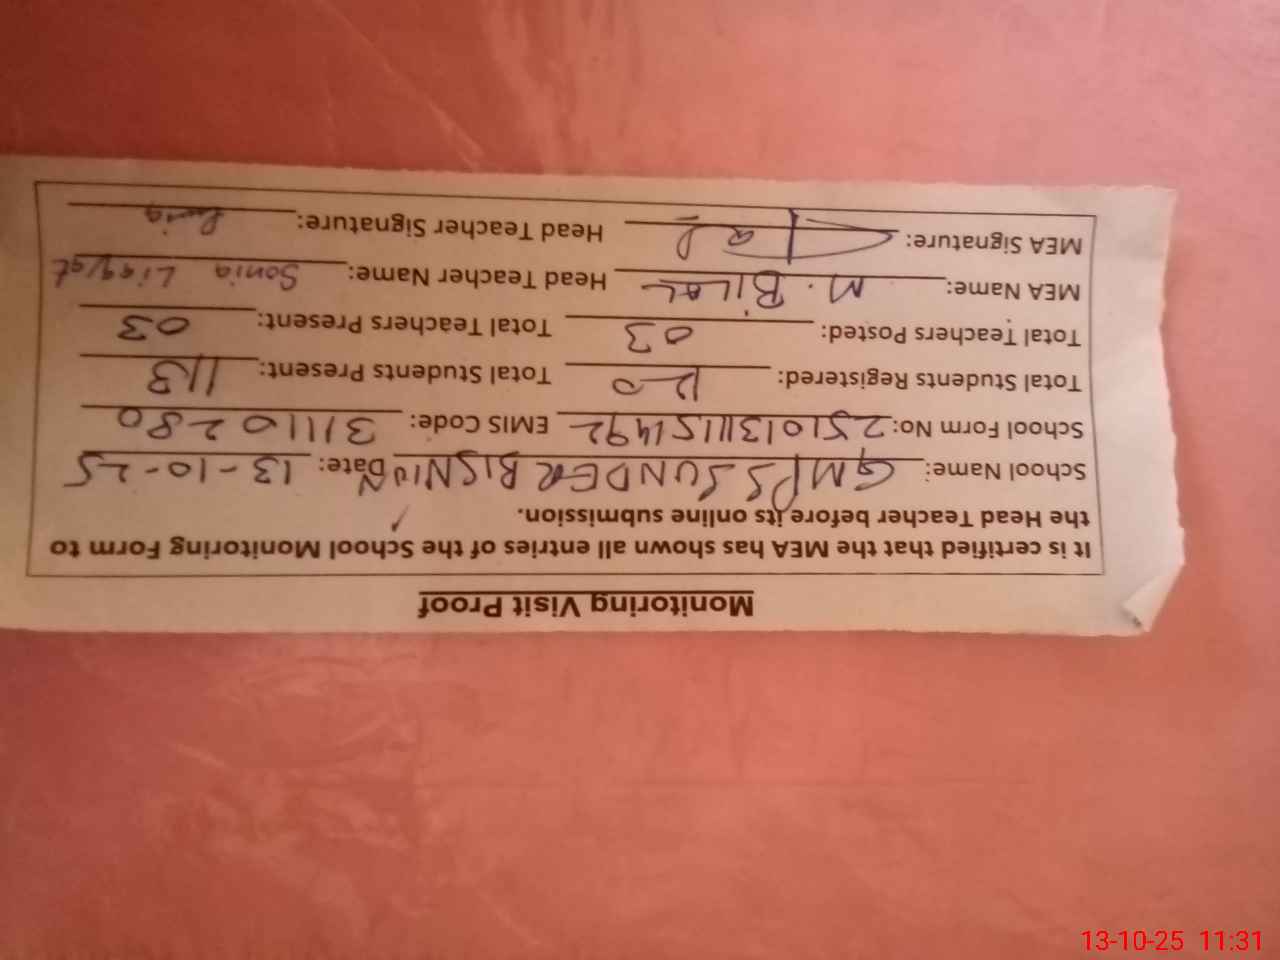 Monitoring Visit Proof
It is certified that the MEA has shown all entries of the School Monitoring Form to
the Head Teacher before its online submission.
School Name: GMPS SUNDER BISNIA Date: 13-10-25
School Form No: EMIS Code: 31110280
Total Students Registered: 120 Total Students Present: 113
Total Teachers Posted: 03 Total Teachers Present: 03
MEA Name: M. BILAL Head Teacher Name: Sonia Liaqat
MEA Signature: Head Teacher Signature:
13-10-25 11:31